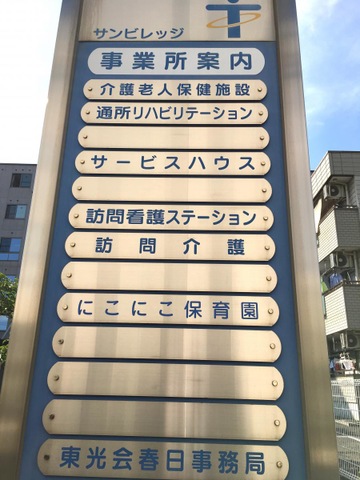 サンビレッジ
事業所案内
介護老人保健施設
通所リハビリテーション
サービスハウス
訪問看護ステーション
訪問介護
にこにこ保育園
東光会春日事務局